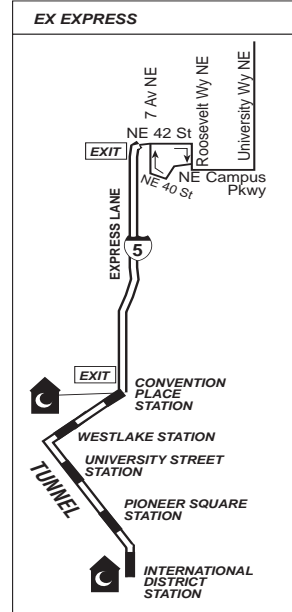 EX EXPRESS
7 Av NE
Roosevelt Wy NE
University Wy NE
NE 42 St
EXIT
NE 40 St
NE Campus
Pkwy
EXPRESS LANE
5
EXIT
CONVENTION
PLACE
STATION
WESTLAKE STATION
UNIVERSITY STREET
STATION
TUNNEL
PIONEER SQUARE
STATION
INTERNATIONAL
DISTRICT
STATION